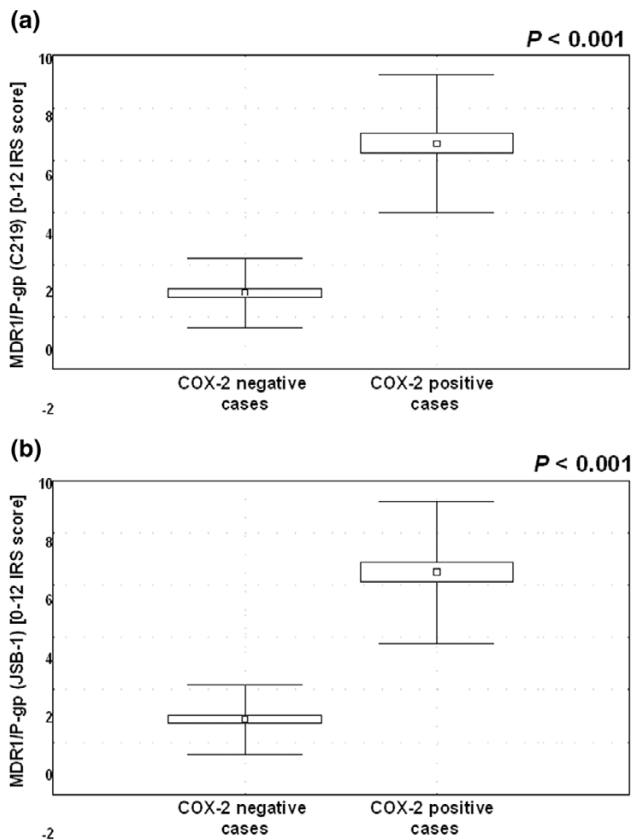 (a)
P < 0.001
MDR1/P-gp (C219) [0-12 IRS score]
10
8
6
4
2
0
-2
COX-2 negative cases
COX-2 positive cases
(b)
P < 0.001
MDR1/P-gp (JSB-1) [0-12 IRS score]
10
8
6
4
2
0
-2
COX-2 negative cases
COX-2 positive cases